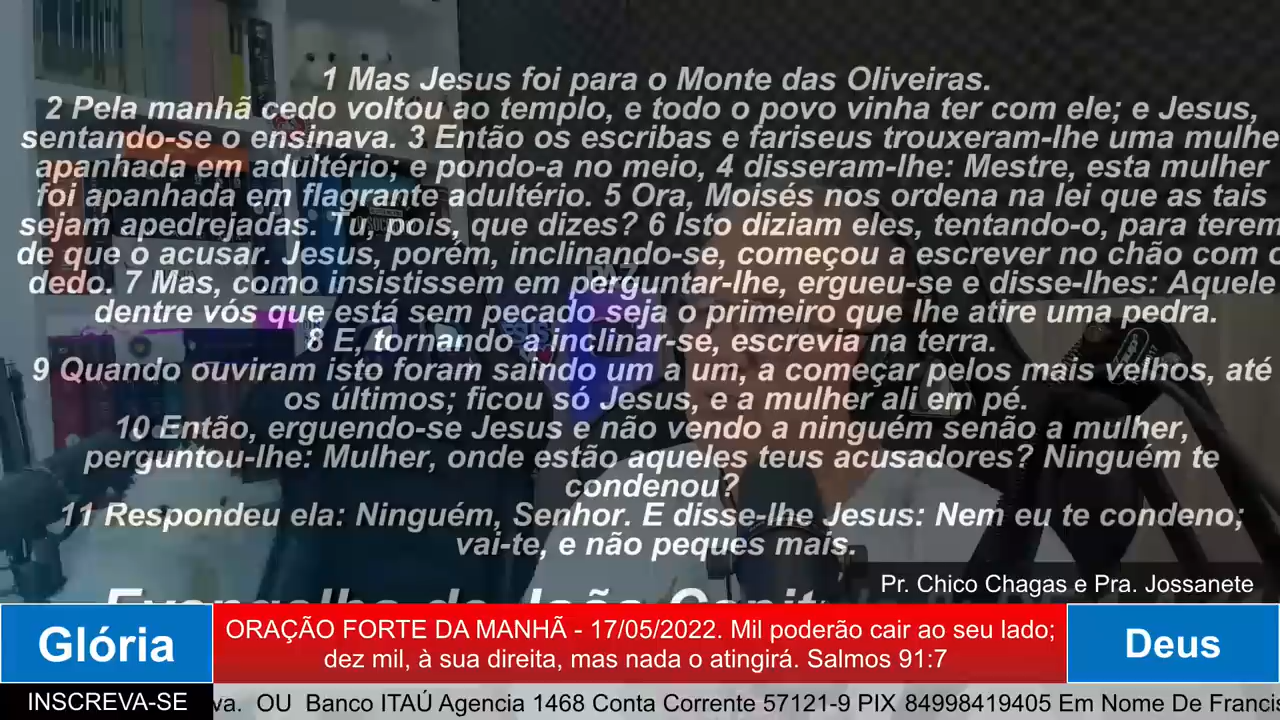 1 Mas Jesus foi para o Monte das Oliveiras.
2 Pela manhã cedo voltou ao templo, e todo o povo vinha ter com ele; e Jesus,
sentando-se o ensinava. 3 Então os escribas e fariseus trouxeram-lhe uma mulhe
apanhada em adultério; e pondo-a no meio, 4 disseram-lhe: Mestre, esta mulher
foi apanhada em flagrante adultério. 5 Ora, Moisés nos ordena na lei que as tais
sejam apedrejadas. Tu, pois, que dizes? 6 Isto diziam eles, tentando-o, para terem
de que o acusar. Jesus, porém, inclinando-se, começou a escrever no chão com o
dedo. 7 Mas, como insistissem em perguntar-lhe, ergueu-se e disse-lhes: Aquele
dentre vós que está sem pecado seja o primeiro que lhe atire uma pedra.
8 E, tornando a inclinar-se, escrevia na terra.
9 Quando ouviram isto foram saindo um a um, a começar pelos mais velhos, até
os últimos; ficou só Jesus, e a mulher ali em pé.
10 Então, erguendo-se Jesus e não vendo a ninguém senão a mulher,
perguntou-lhe: Mulher, onde estão aqueles teus acusadores? Ninguém te
condenou?
11 Respondeu ela: Ninguém, Senhor. E disse-lhe Jesus: Nem eu te condeno;
vai-te, e não peques mais.
Evangelho de João
Pr. Chico Chagas e Pra. Jossanete
Glória
ORAÇÃO FORTE DA MANHÃ - 17/05/2022. Mil poderão cair ao seu lado;
dez mil, à sua direita, mas nada o atingirá. Salmos 91:7
Deus
INSCREVA-SE
va. OU Banco ITAÚ Agencia 1468 Conta Corrente 57121-9 PIX 84998419405 Em Nome De Francis